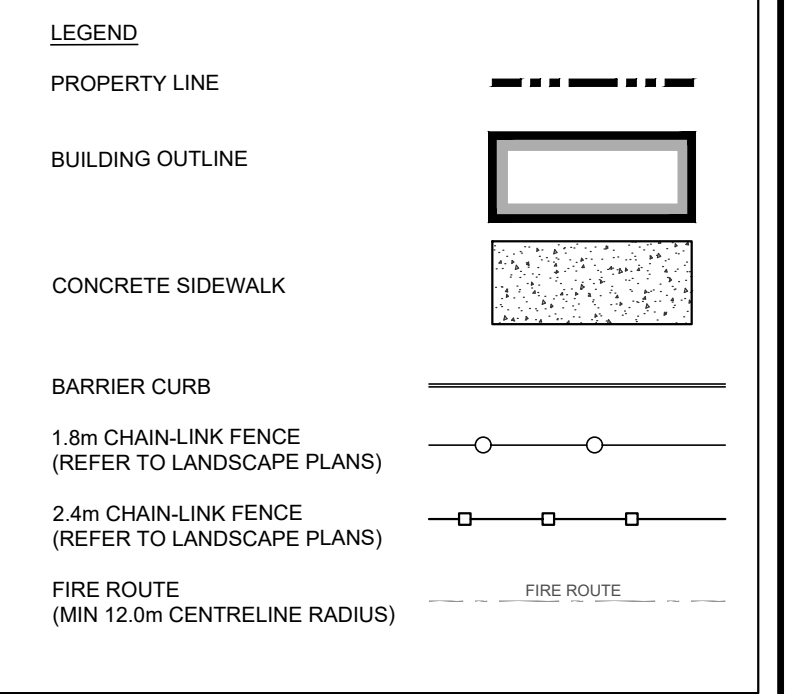 LEGEND
PROPERTY LINE
BUILDING OUTLINE
CONCRETE SIDEWALK
BARRIER CURB
1.8m CHAIN-LINK FENCE
(REFER TO LANDSCAPE PLANS)
2.4m CHAIN-LINK FENCE
(REFER TO LANDSCAPE PLANS)
FIRE ROUTE
(MIN 12.0m CENTRELINE RADIUS)
FIRE ROUTE